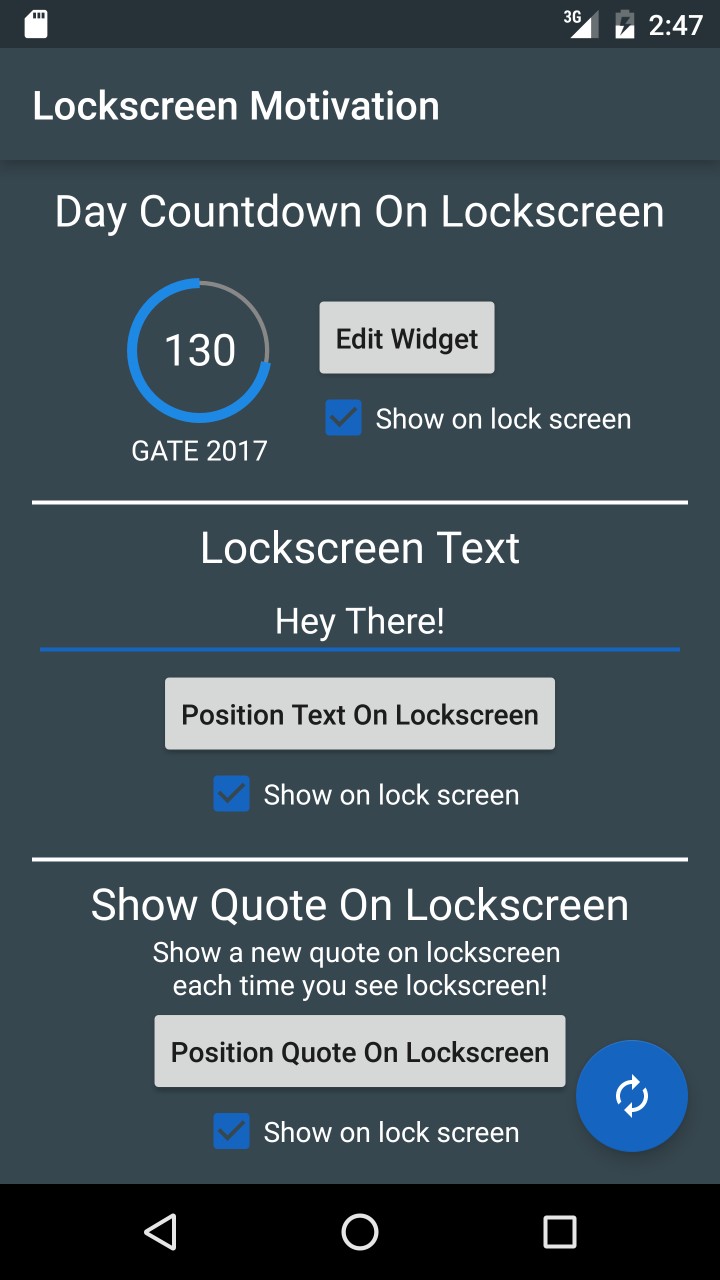 3G 2:47
Lockscreen Motivation
Day Countdown On Lockscreen
130
Edit Widget
Show on lock screen
GATE 2017
Lockscreen Text
Hey There!
Position Text On Lockscreen
Show on lock screen
Show Quote On Lockscreen
Show a new quote on lockscreen
each time you see lockscreen!
Position Quote On Lockscreen
Show on lock screen